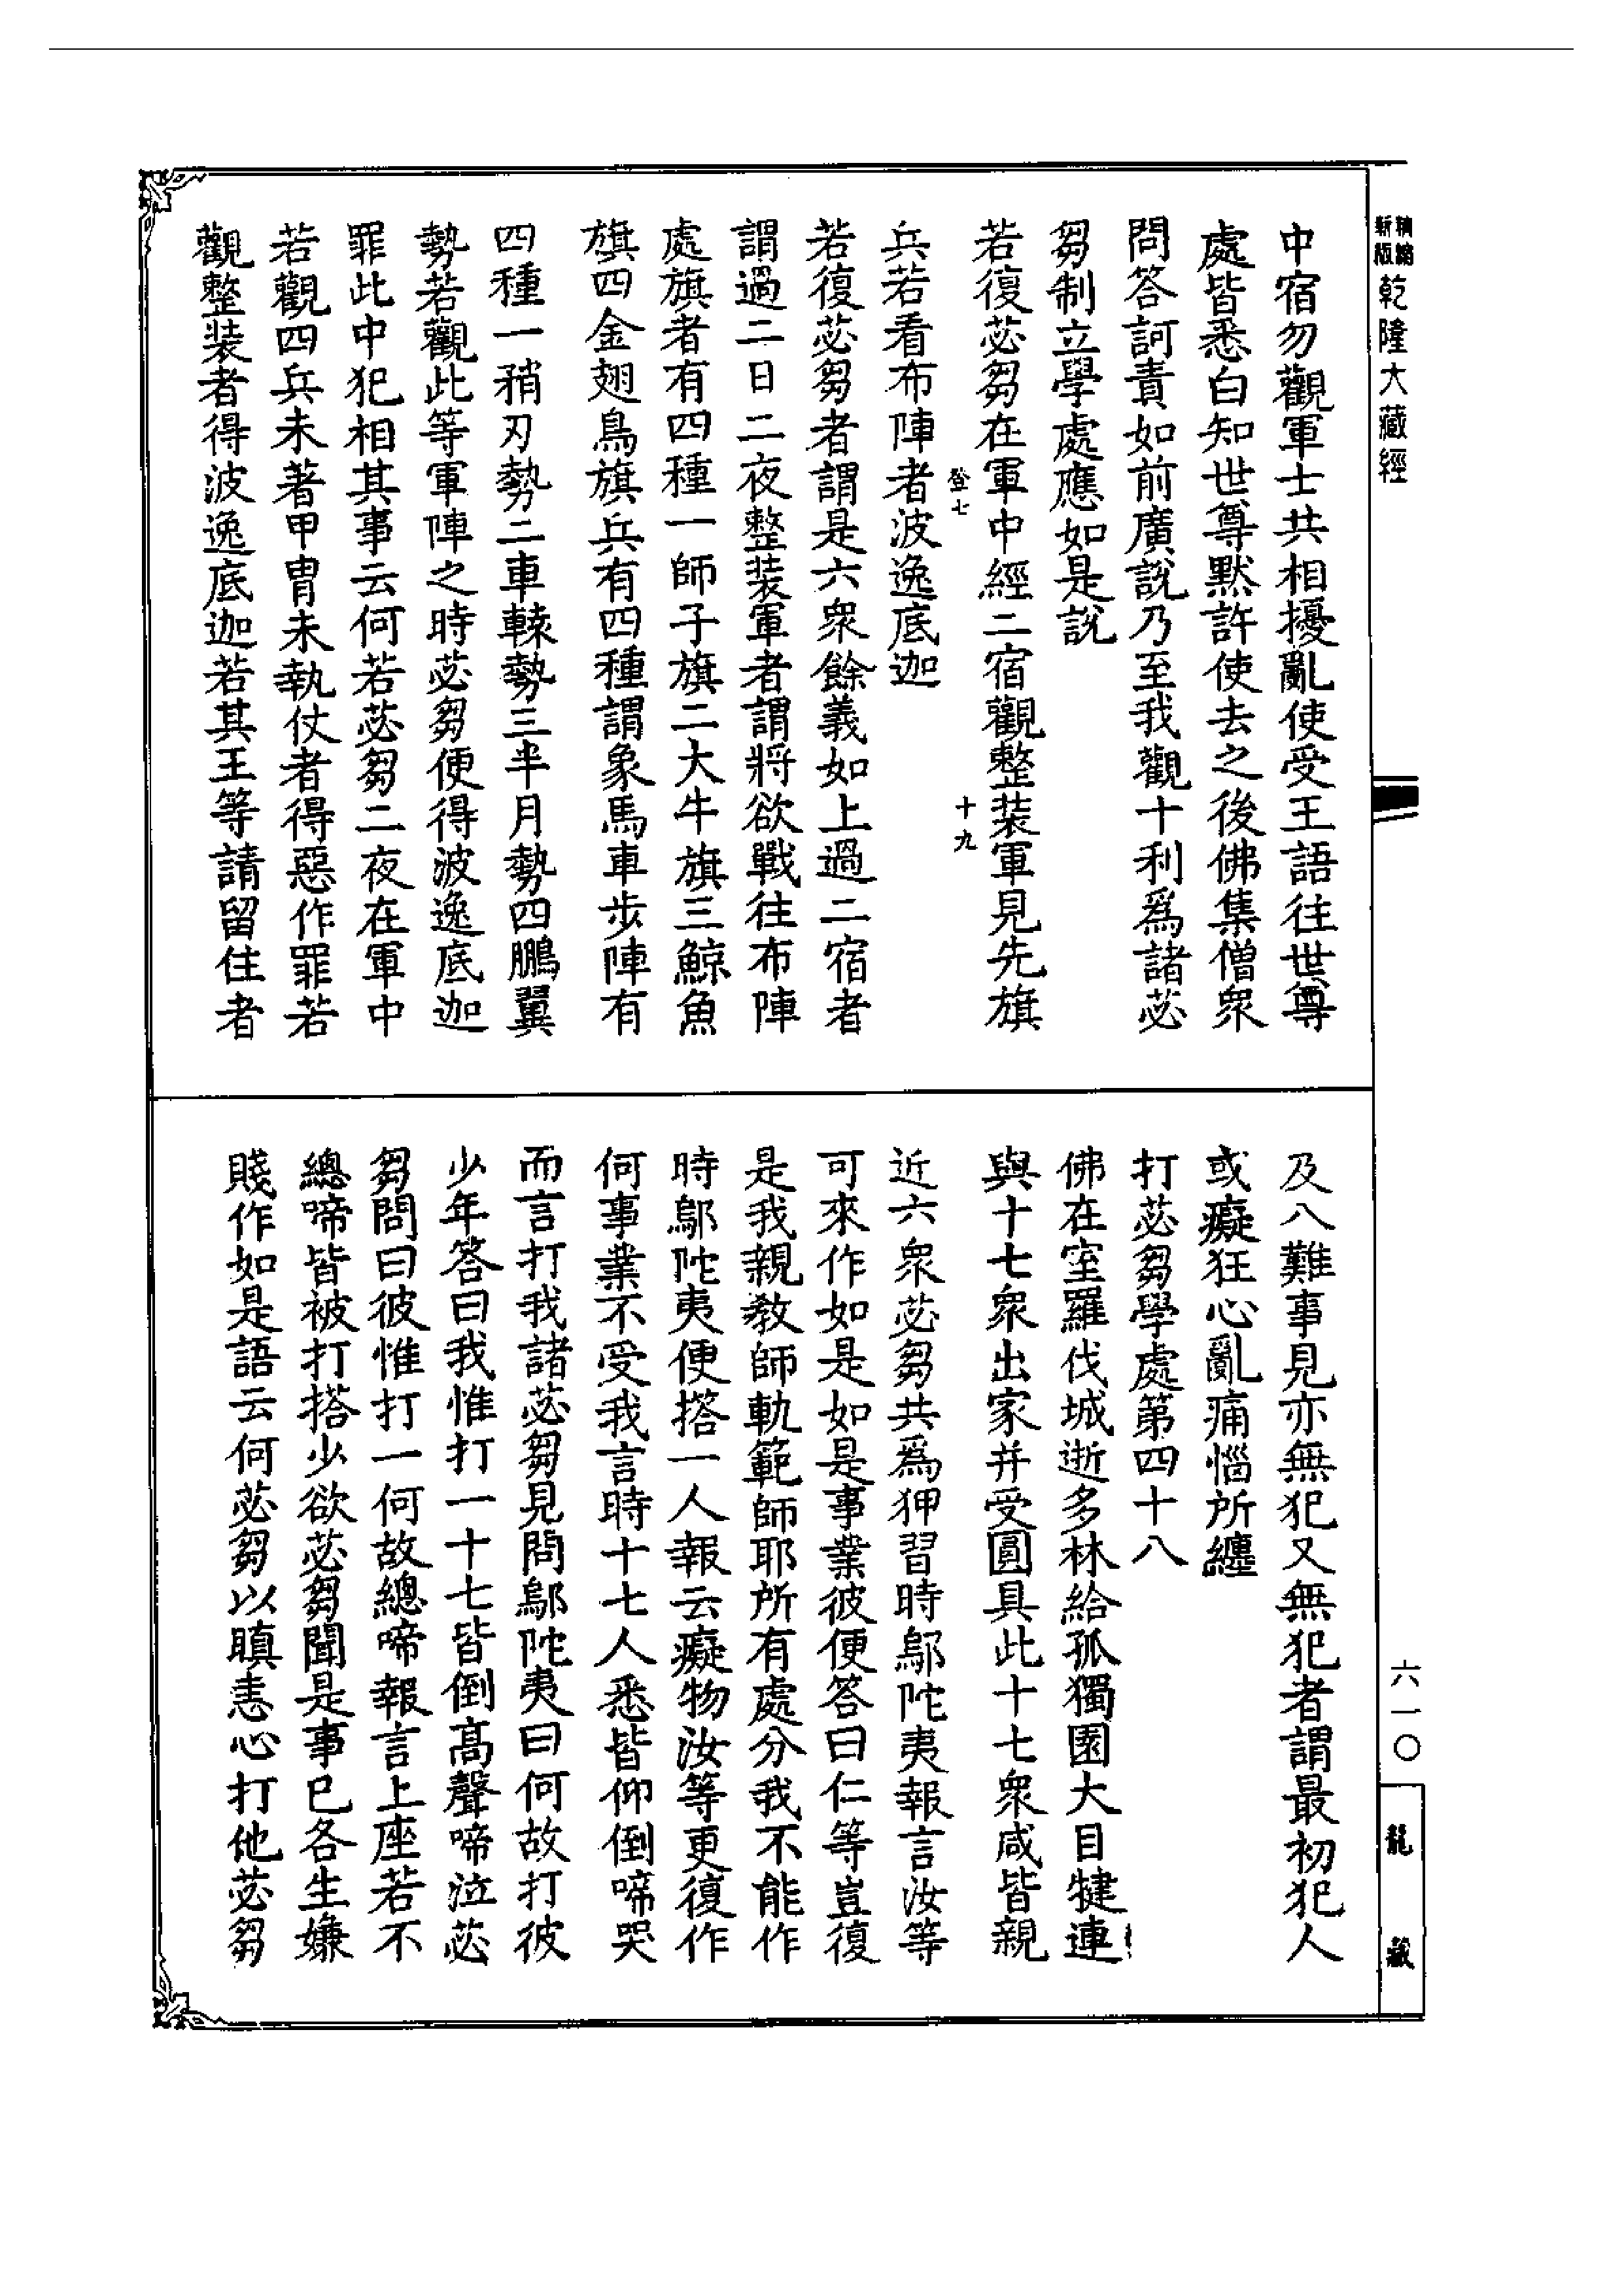 精縮
新版
乾隆大藏經
六一〇
龍藏
中宿勿觀軍士共相擾亂使受王語往世尊
處皆悉白知世尊默許使去之後佛集僧眾
問答訶責如前廣說乃至我觀十利爲諸苾
芻制立學處應如是說
若復苾芻在軍中經二宿觀整裝軍見先旗
登七
十九
兵若看布陣者波逸底迦
若復苾芻者謂是六眾餘義如上過二宿者
謂過二日二夜整裝軍者謂將欲戰往布陣
處旗者有四種一師子旗二大牛旗三鯨魚
旗四金翅鳥旗兵有四種謂象馬車步陣有
四種一矟刃勢二車轅勢三半月勢四鵬翼
勢若觀此等軍陣之時苾芻便得波逸底迦
罪此中犯相其事云何若苾芻二夜在軍中
若觀四兵未著甲冑未執仗者得惡作罪若
觀整裝者得波逸底迦若其王等請留住者
及八難事見亦無犯又無犯者謂最初犯人
或癡狂心亂痛惱所纏
打苾芻學處第四十八
佛在室羅伐城逝多林給孤獨園大目犍連
與十七眾出家并受圓具此十七眾咸皆親
近六眾苾芻共爲狎習時鄔陀夷報言汝等
可來作如是如是事業彼便答曰仁等豈復
是我親教師軌範師耶所有處分我不能作
時鄔陀夷便搭一人報云癡物汝等更復作
何事業不受我言時十七人悉皆仰倒啼哭
而言打我諸苾芻見問鄔陀夷曰何故打彼
少年答曰我惟打一十七皆倒高聲啼泣苾
芻問曰彼惟打一何故總啼報言上座若不
總啼皆被打搭少欲苾芻聞是事已各生嫌
賤作如是語云何苾芻以瞋恚心打他苾芻